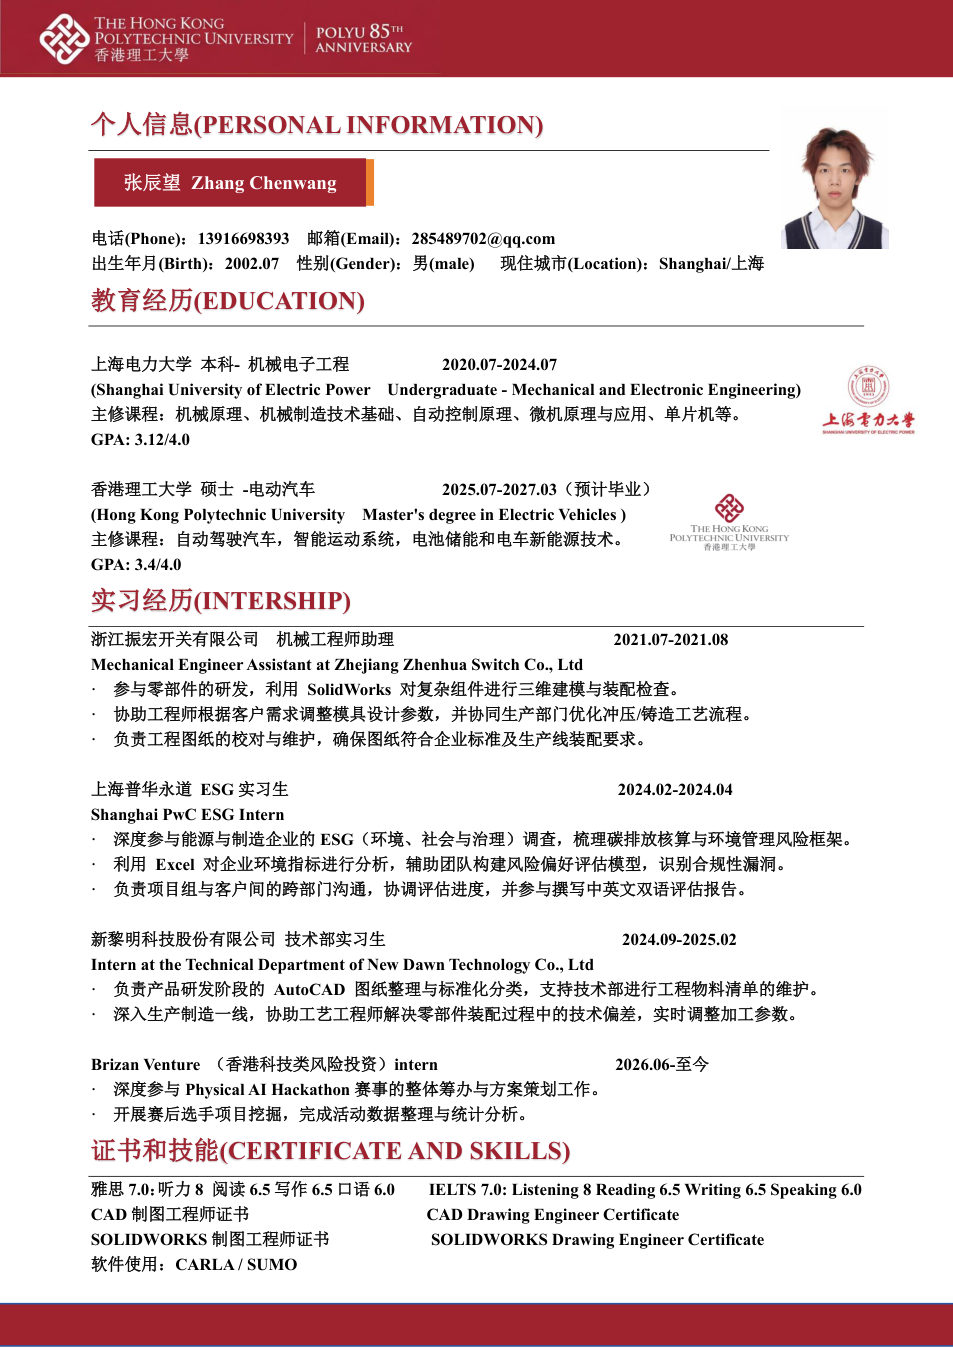 THE HONG KONG
POLYTECHNIC UNIVERSITY
香港理工大學
POLYU 85TH
ANNIVERSARY
个人信息(PERSONAL INFORMATION)
张辰望 Zhang Chenwang
电话(Phone)：13916698393 邮箱(Email)：285489702@qq.com
出生年月(Birth)：2002.07 性别(Gender)：男(male) 现住城市(Location)：Shanghai/上海
教育经历(EDUCATION)
上海电力大学 本科- 机械电子工程 2020.07-2024.07
(Shanghai University of Electric Power Undergraduate - Mechanical and Electronic Engineering)
主修课程：机械原理、机械制造技术基础、自动控制原理、微机原理与应用、单片机等。
GPA: 3.12/4.0
上海電力大學
SHANGHAI UNIVERSITY OF ELECTRIC POWER
香港理工大学 硕士 -电动汽车 2025.07-2027.03（预计毕业）
(Hong Kong Polytechnic University Master's degree in Electric Vehicles )
主修课程：自动驾驶汽车，智能运动系统，电池储能和电车新能源技术。
GPA: 3.4/4.0
THE HONG KONG
POLYTECHNIC UNIVERSITY
香港理工大學
实习经历(INTERSHIP)
浙江振宏开关有限公司 机械工程师助理 2021.07-2021.08
Mechanical Engineer Assistant at Zhejiang Zhenhua Switch Co., Ltd
· 参与零部件的研发，利用 SolidWorks 对复杂组件进行三维建模与装配检查。
· 协助工程师根据客户需求调整模具设计参数，并协同生产部门优化冲压/铸造工艺流程。
· 负责工程图纸的校对与维护，确保图纸符合企业标准及生产线装配要求。
上海普华永道 ESG 实习生 2024.02-2024.04
Shanghai PwC ESG Intern
· 深度参与能源与制造企业的 ESG（环境、社会与治理）调查，梳理碳排放核算与环境管理风险框架。
· 利用 Excel 对企业环境指标进行分析，辅助团队构建风险偏好评估模型，识别合规性漏洞。
· 负责项目组与客户间的跨部门沟通，协调评估进度，并参与撰写中英文双语评估报告。
新黎明科技股份有限公司 技术部实习生 2024.09-2025.02
Intern at the Technical Department of New Dawn Technology Co., Ltd
· 负责产品研发阶段的 AutoCAD 图纸整理与标准化分类，支持技术部进行工程物料清单的维护。
· 深入生产制造一线，协助工艺工程师解决零部件装配过程中的技术偏差，实时调整加工参数。
Brizan Venture （香港科技类风险投资）intern 2026.06-至今
· 深度参与 Physical AI Hackathon 赛事的整体筹办与方案策划工作。
· 开展赛后选手项目挖掘，完成活动数据整理与统计分析。
证书和技能(CERTIFICATE AND SKILLS)
雅思 7.0：听力 8 阅读 6.5 写作 6.5 口语 6.0 IELTS 7.0: Listening 8 Reading 6.5 Writing 6.5 Speaking 6.0
CAD 制图工程师证书 CAD Drawing Engineer Certificate
SOLIDWORKS 制图工程师证书 SOLIDWORKS Drawing Engineer Certificate
软件使用：CARLA / SUMO